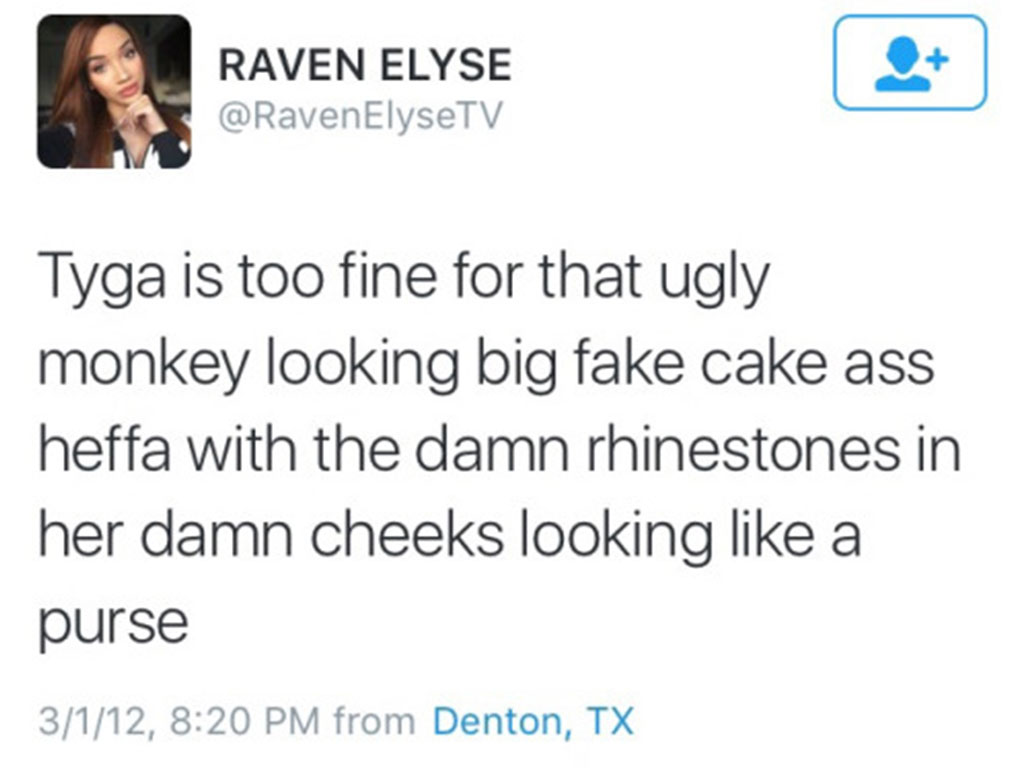 RAVEN ELYSE
@RavenElyseTV
Tyga is too fine for that ugly
monkey looking big fake cake ass
heffa with the damn rhinestones in
her damn cheeks looking like a
purse
3/1/12, 8:20 PM from Denton, TX